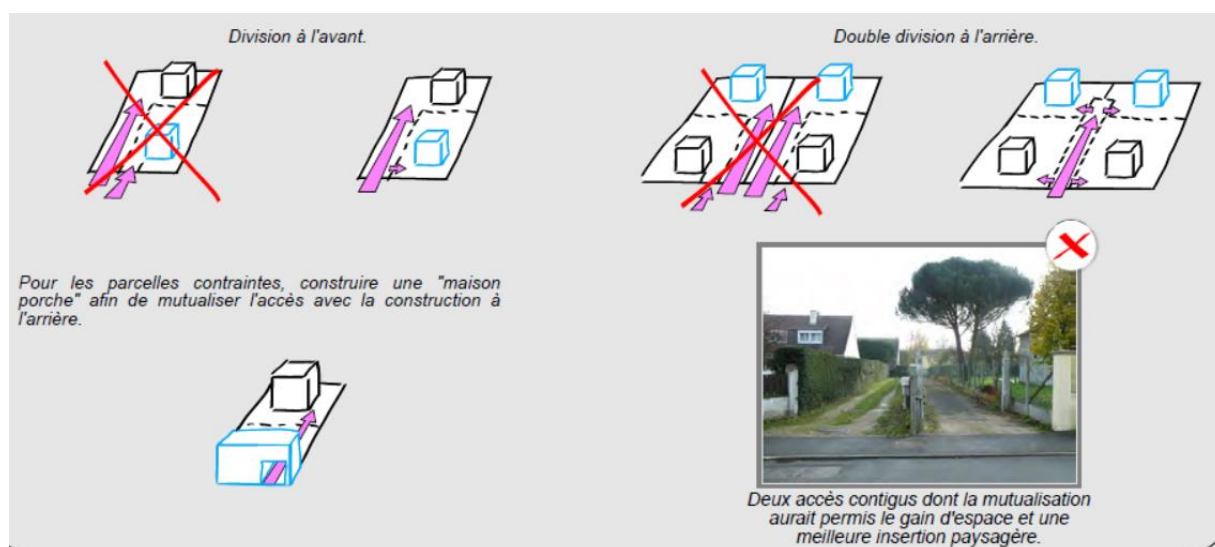 Division à l'avant.
Double division à l'arrière.
Pour les parcelles contraintes, construire une "maison
porche" afin de mutualiser l'accès avec la construction à
l'arrière.
Deux accès contigus dont la mutualisation
aurait permis le gain d'espace et une
meilleure insertion paysagère.